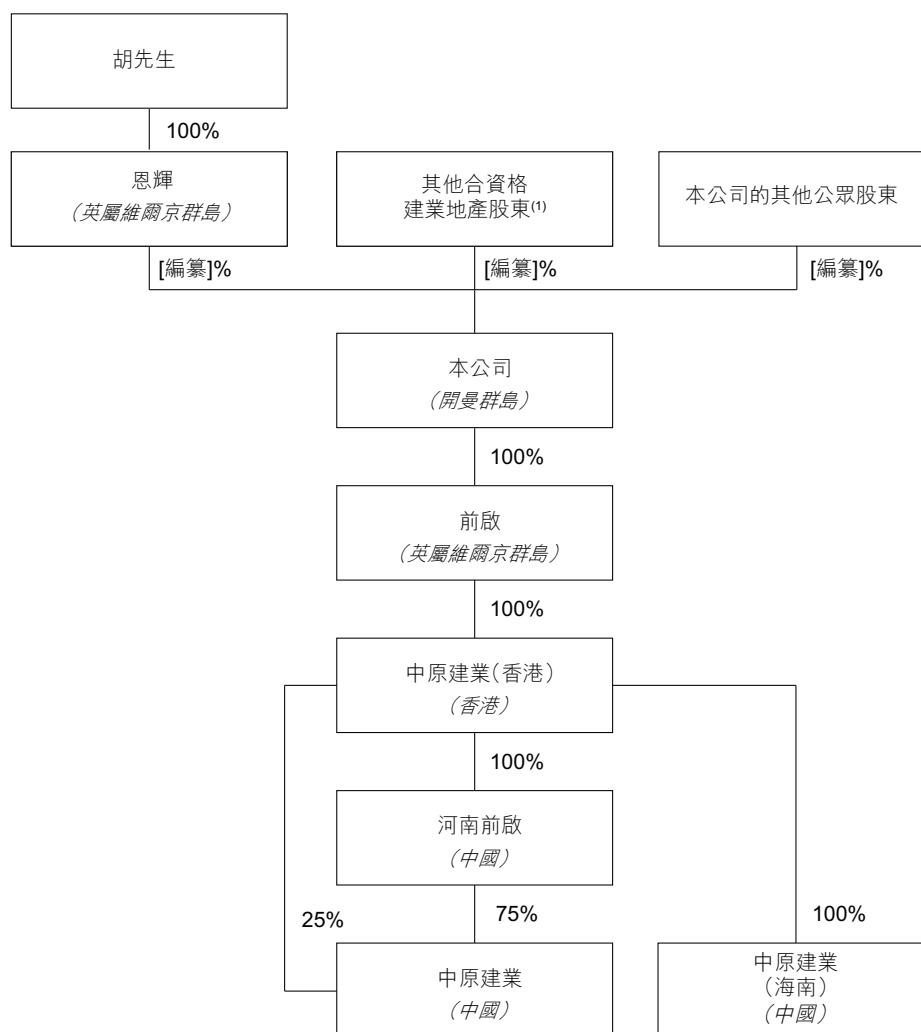 胡先生
100%
恩輝
(英屬維爾京群島)
其他合資格
建業地產股東⁽¹⁾
本公司的其他公眾股東
[編纂]%
[編纂]%
[編纂]%
本公司
(開曼群島)
100%
前啟
(英屬維爾京群島)
100%
中原建業(香港)
(香港)
100%
河南前啟
(中國)
25%
75%
100%
中原建業
(中國)
中原建業
(海南)
(中國)